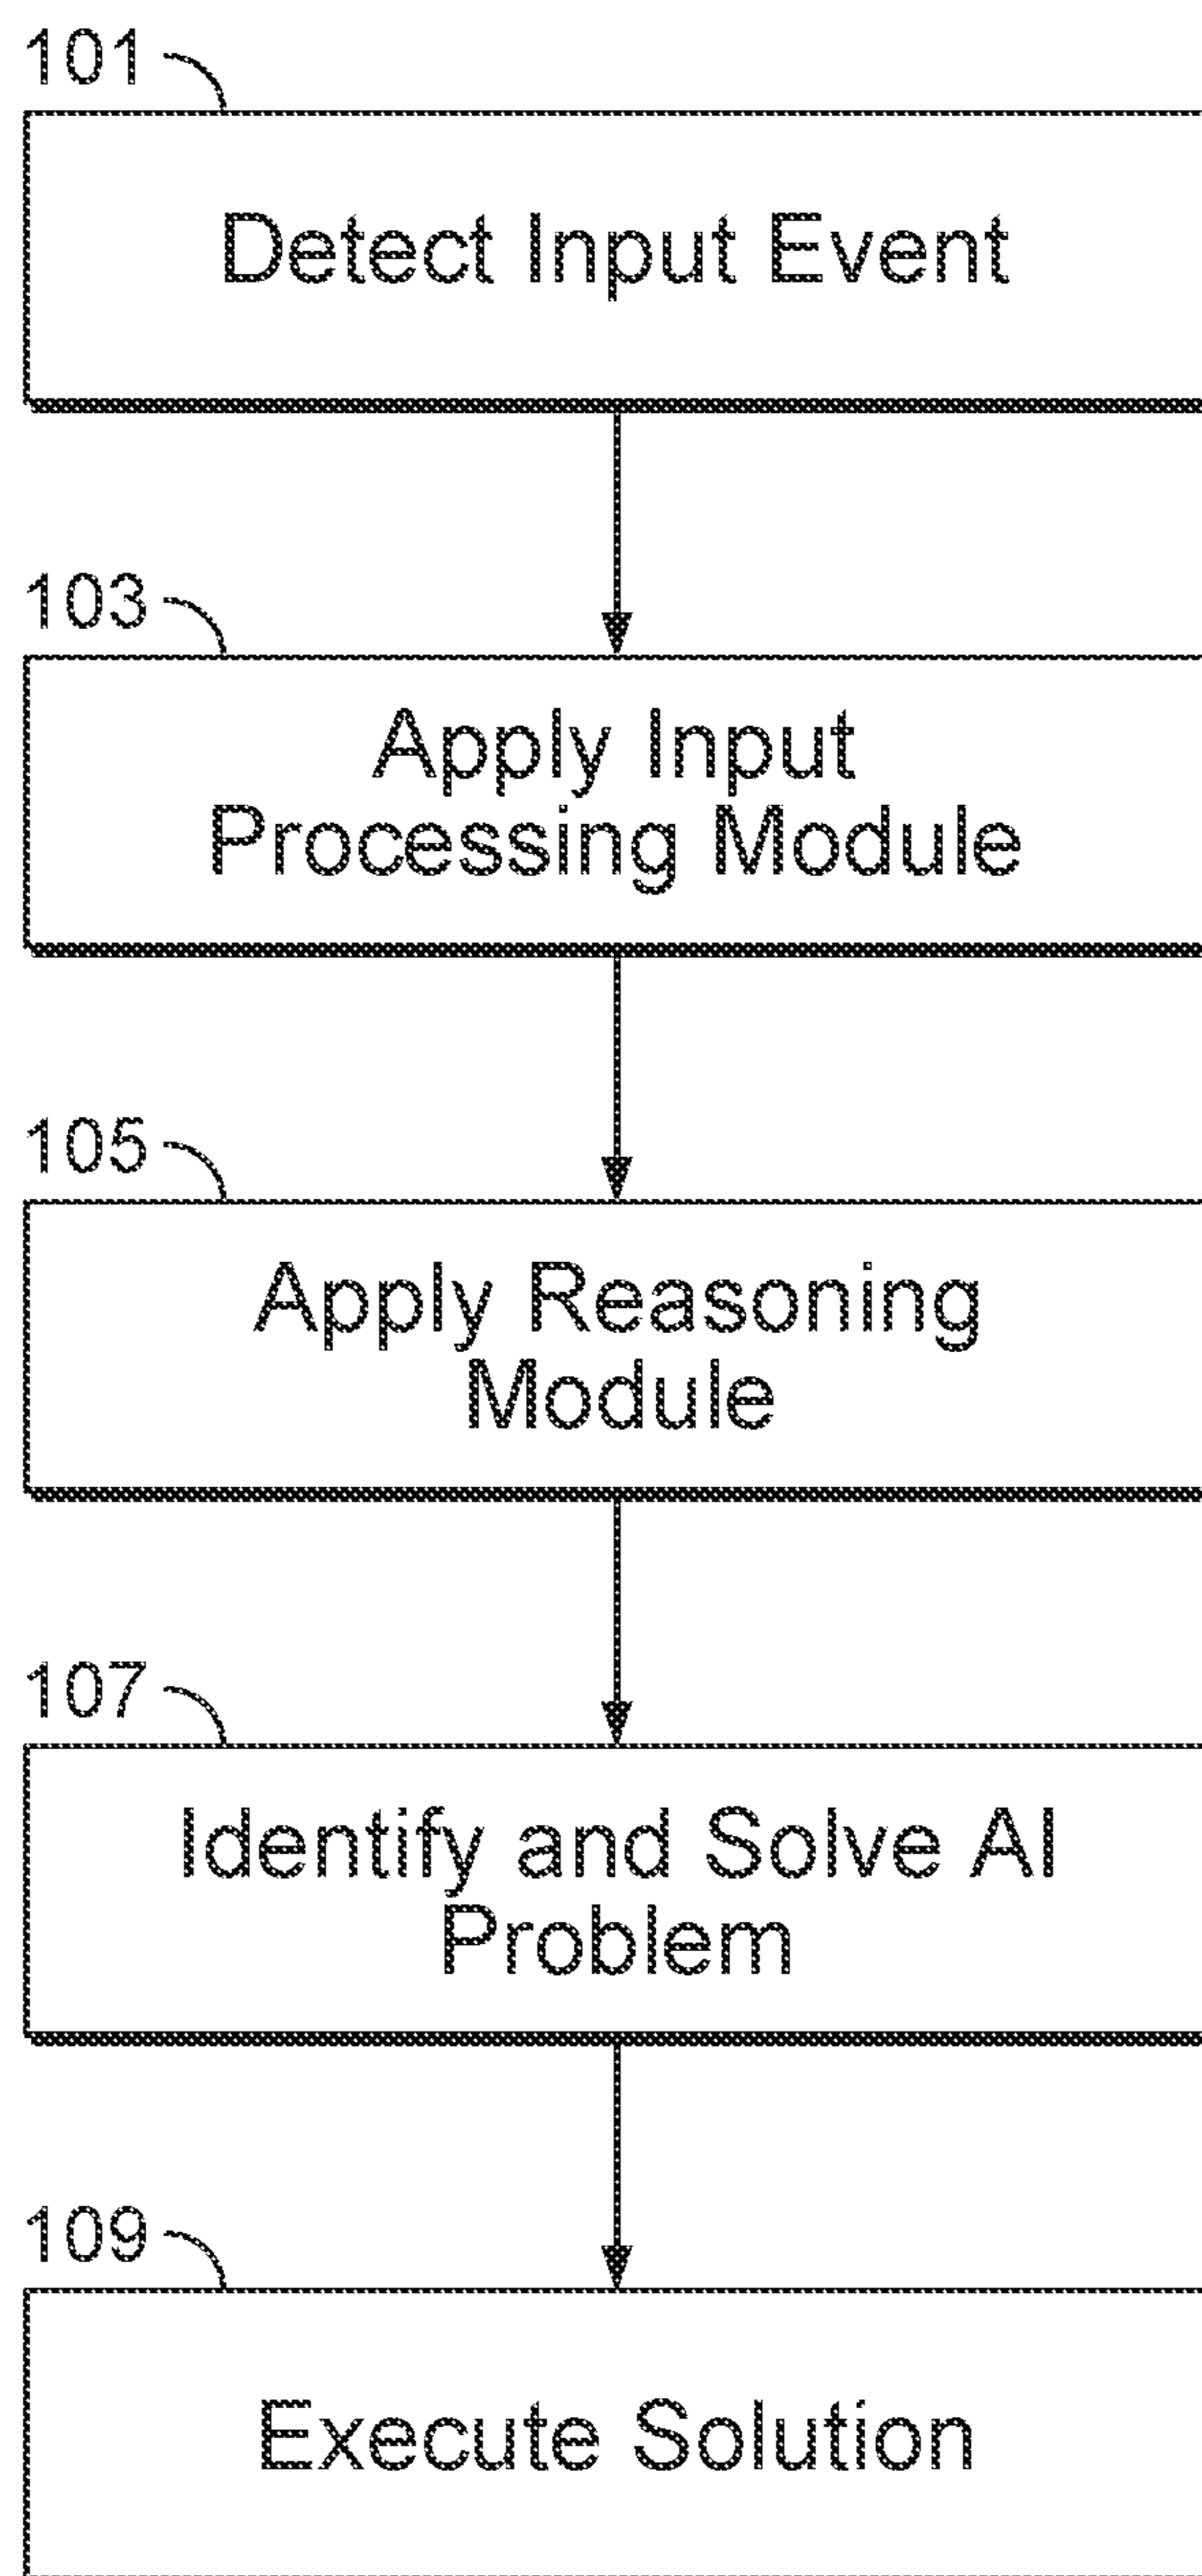 101
Detect Input Event
103
Apply Input
Processing Module
105
Apply Reasoning
Module
107
Identify and Solve AI
Problem
109
Execute Solution